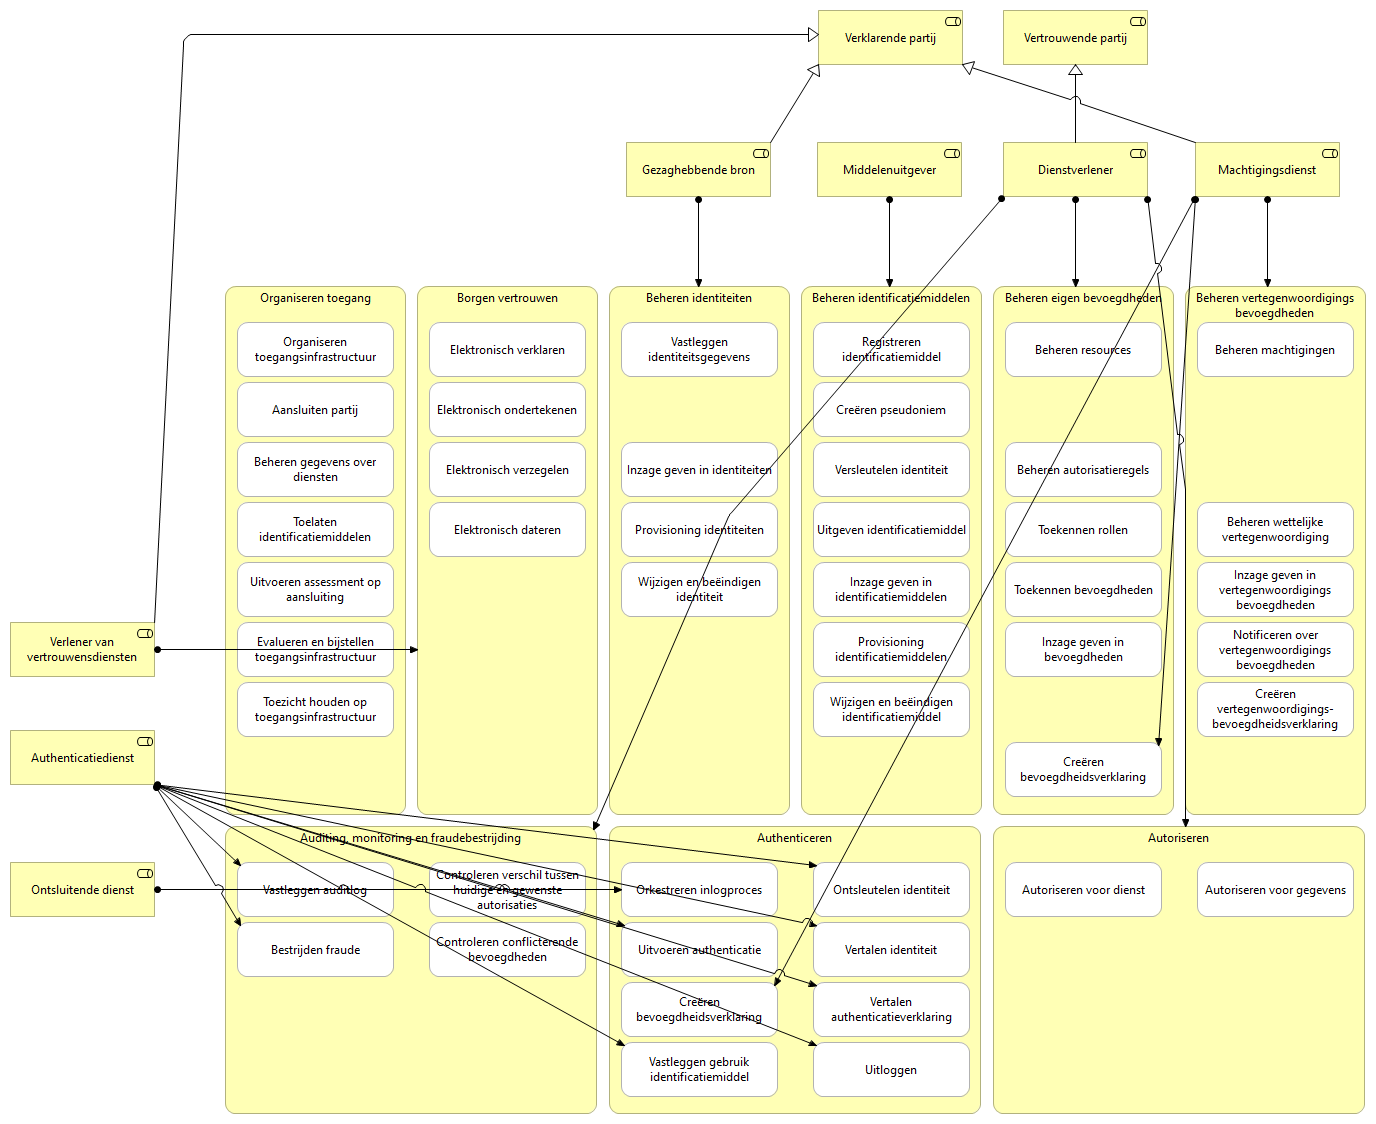 Verklarende partij
Vertrouwende partij
Gezaghebbende bron
Middelenuitgever
Dienstverlener
Machtigingsdienst
Organiseren toegang
Organiseren
toegangsinfrastructuur
Aansluiten partij
Beheren gegevens over
diensten
Toelaten
identificatiemiddelen
Uitvoeren assessment op
aansluiting
Evalueren en bijstellen
toegangsinfrastructuur
Toezicht houden op
toegangsinfrastructuur
Borgen vertrouwen
Elektronisch verklaren
Elektronisch ondertekenen
Elektronisch verzegelen
Elektronisch dateren
Beheren identiteiten
Vastleggen
identiteitsgegevens
Inzage geven in identiteiten
Provisioning identiteiten
Wijzigen en beëindigen
identiteit
Beheren identificatiemiddelen
Registreren
identificatiemiddel
Creëren pseudoniem
Versleutelen identiteit
Uitgeven identificatiemiddel
Inzage geven in
identificatiemiddelen
Provisioning
identificatiemiddelen
Wijzigen en beëindigen
identificatiemiddel
Beheren eigen bevoegdheden
Beheren resources
Beheren autorisatieregels
Toekennen rollen
Toekennen bevoegdheden
Inzage geven in
bevoegdheden
Creëren
bevoegdheidsverklaring
Beheren vertegenwoordigings
bevoegdheden
Beheren machtigingen
Beheren wettelijke
vertegenwoordiging
Inzage geven in
vertegenwoordigings
bevoegdheden
Notificeren over
vertegenwoordigings
bevoegdheden
Creëren
vertegenwoordigings-
bevoegdheidsverklaring
Verlener van
vertrouwensdiensten
Authenticatiedienst
Ontsluitende dienst
Auditing, monitoring en fraudebestrijding
Vastleggen auditlog
Bestrijden fraude
Controleren verschil tussen
huidige en gewenste
autorisaties
Controleren conflicterende
bevoegdheden
Authenticeren
Orkestreren inlogproces
Uitvoeren authenticatie
Creëren
bevoegdheidsverklaring
Vastleggen gebruik
identificatiemiddel
Ontsleutelen identiteit
Vertalen identiteit
Vertalen
authenticatieverklaring
Uitloggen
Autoriseren
Autoriseren voor dienst
Autoriseren voor gegevens